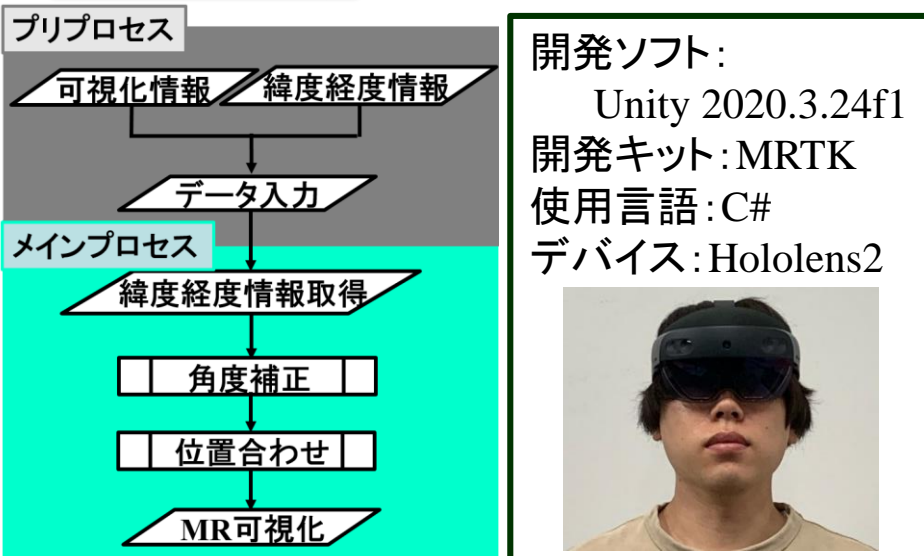 プリプロセス
可視化情報
緯度経度情報
データ入力
メインプロセス
緯度経度情報取得
角度補正
位置合わせ
MR可視化
開発ソフト:
Unity 2020.3.24f1
開発キット:MRTK
使用言語:C#
デバイス:Hololens2